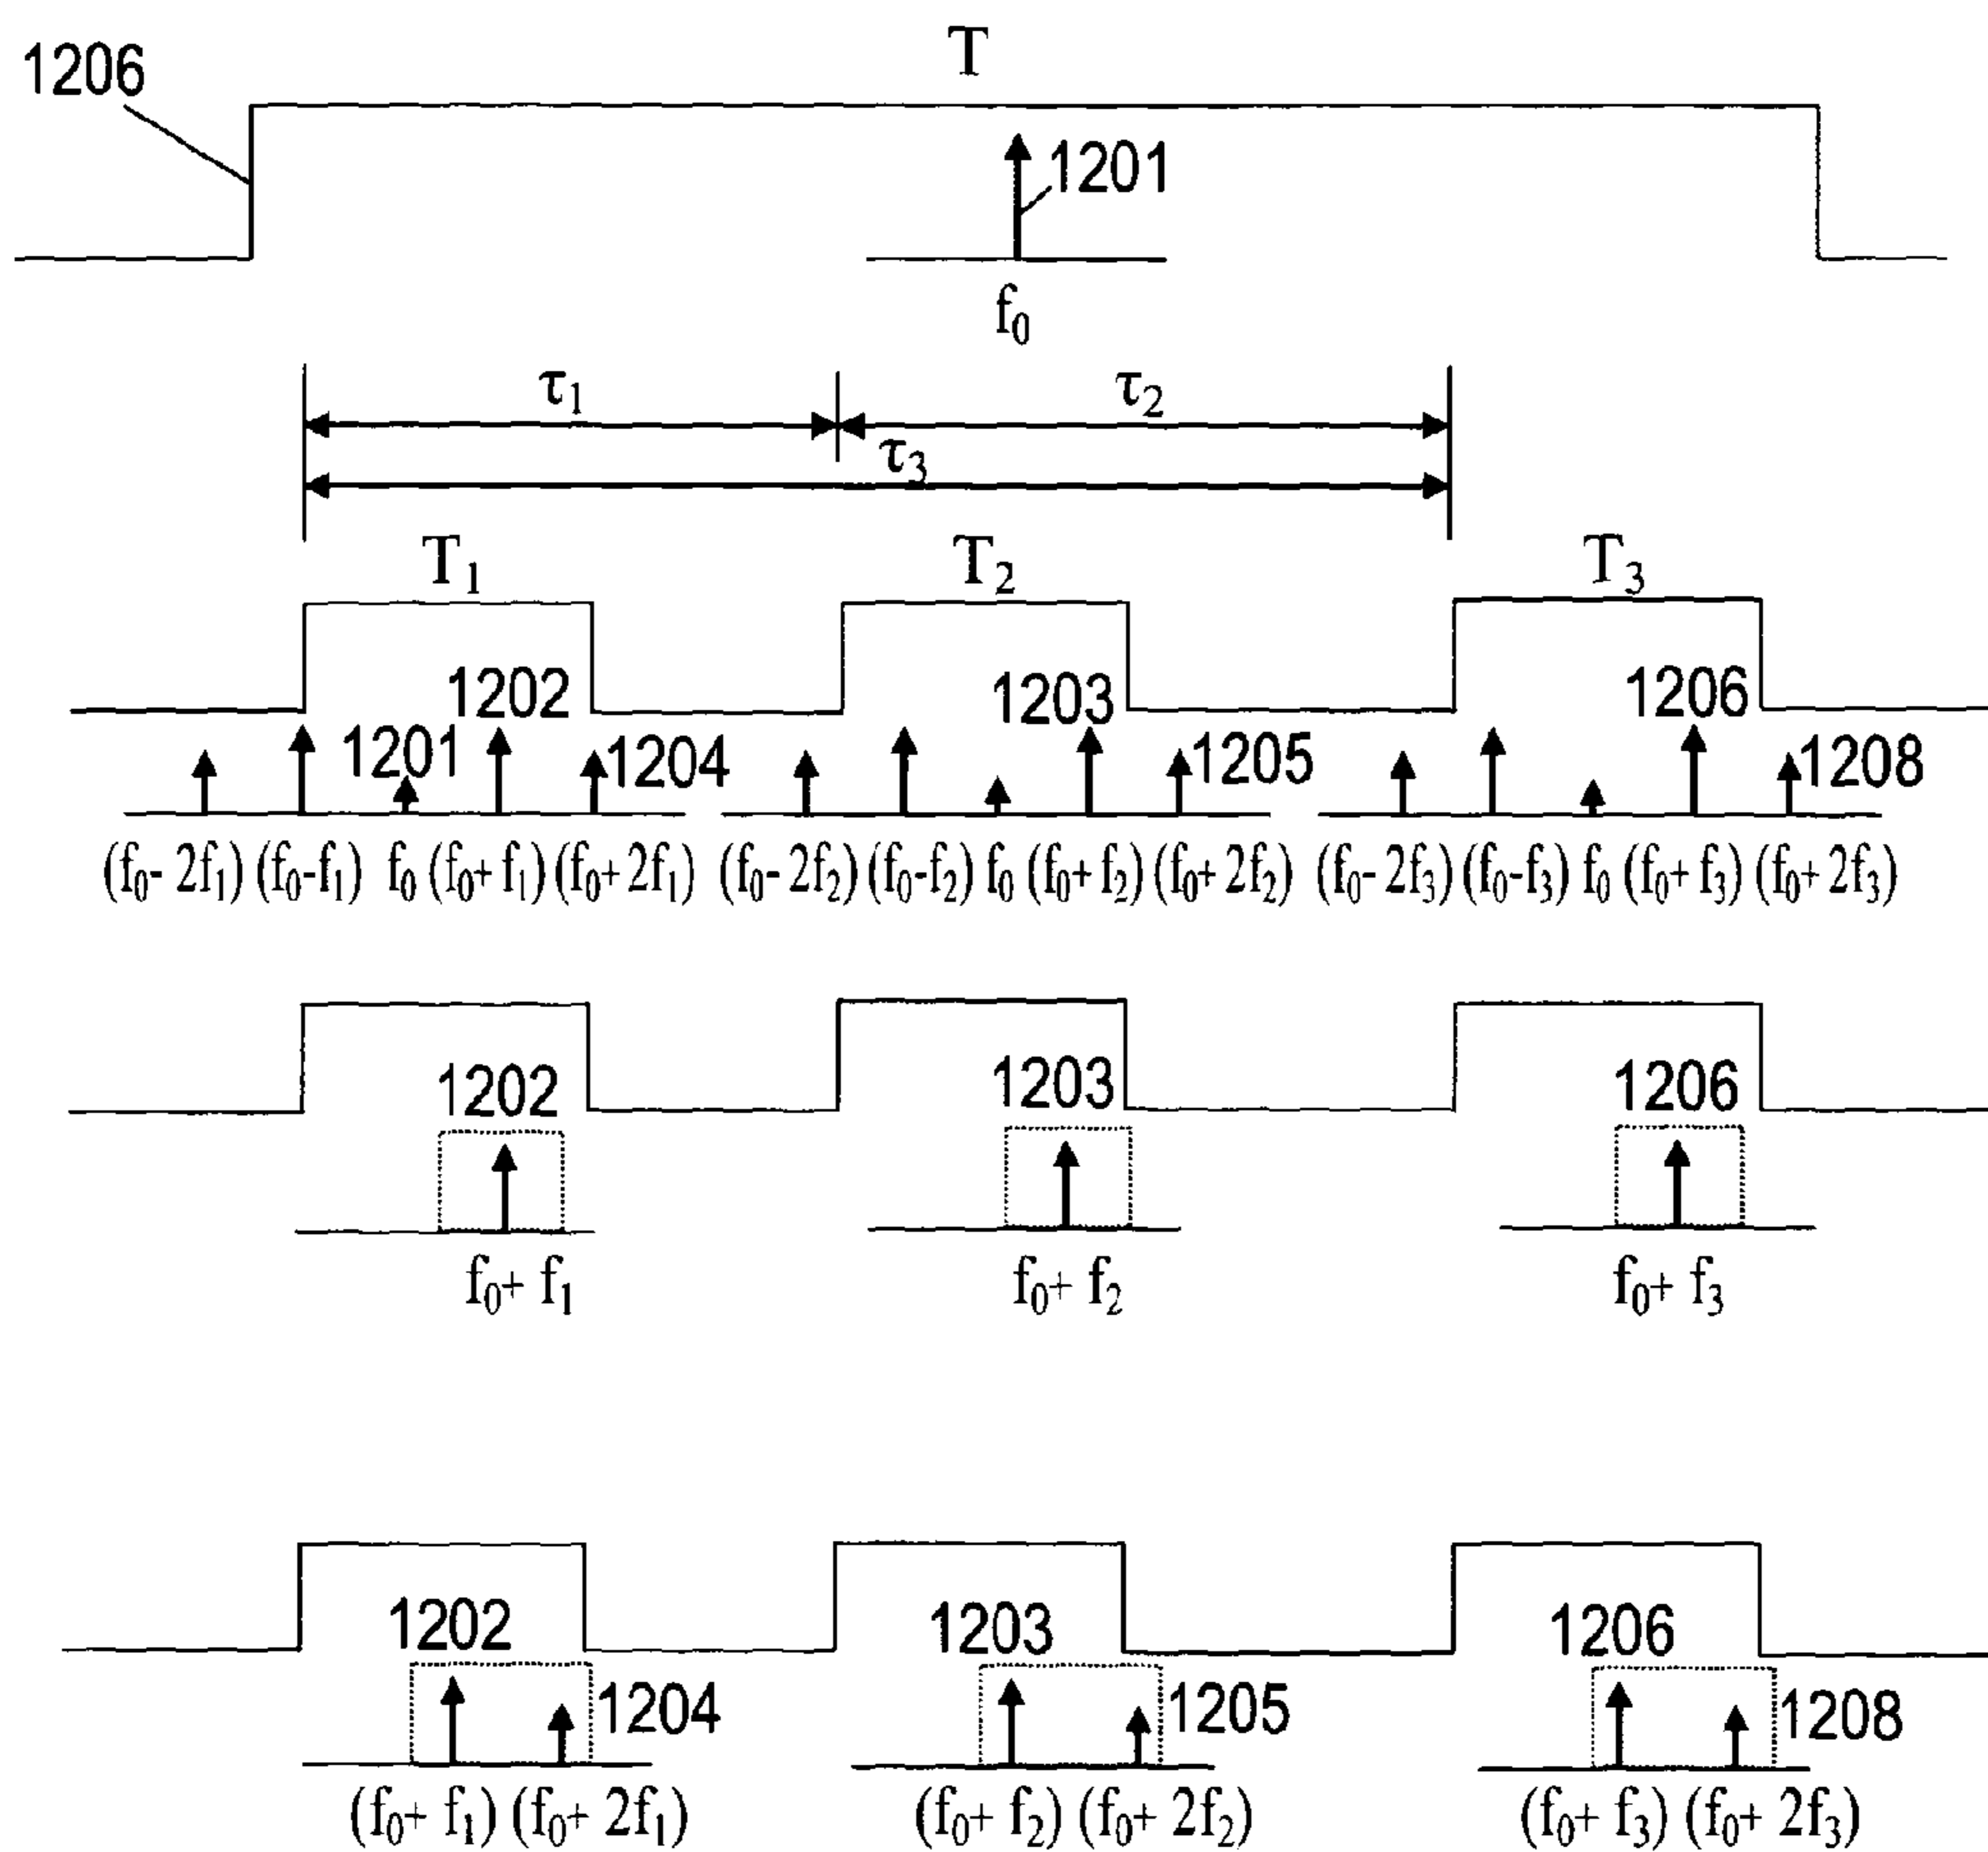 T
1206
1201
f₀
τ₁ τ₂
τ₃
T₁ T₂ T₃
1202 1203 1206
1201 1204 1205 1208
(f₀- 2f₁) (f₀-f₁) f₀ (f₀+ f₁) (f₀+ 2f₁) (f₀- 2f₂) (f₀-f₂) f₀ (f₀+ f₂) (f₀+ 2f₂) (f₀- 2f₃) (f₀-f₃) f₀ (f₀+ f₃) (f₀+ 2f₃)
1202 1203 1206
f₀+ f₁ f₀+ f₂ f₀+ f₃
1202 1203 1206
1204 1205 1208
(f₀+ f₁) (f₀+ 2f₁) (f₀+ f₂) (f₀+ 2f₂) (f₀+ f₃) (f₀+ 2f₃)